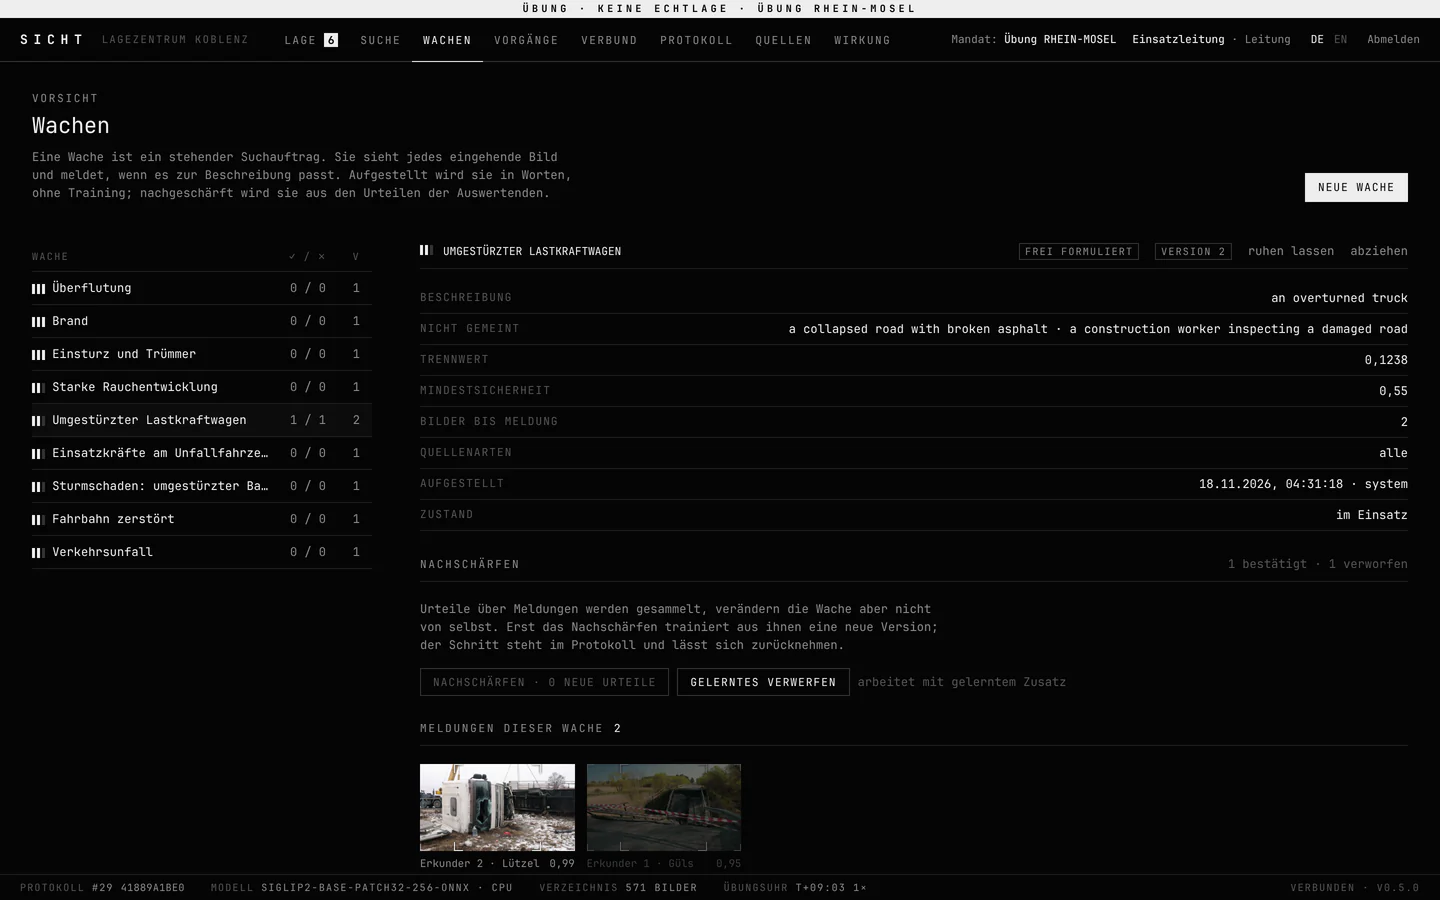 ÜBUNG · KEINE ECHTLAGE · ÜBUNG RHEIN-MOSEL
SICHT LAGEZENTRUM KOBLENZ LAGE 6 SUCHE WACHEN VORGÄNGE VERBUND PROTOKOLL QUELLEN WIRKUNG Mandat: Übung RHEIN-MOSEL Einsatzleitung · Leitung DE EN Abmelden
VORSICHT
Wachen
Eine Wache ist ein stehender Suchauftrag. Sie sieht jedes eingehende Bild
und meldet, wenn es zur Beschreibung passt. Aufgestellt wird sie in Worten,
ohne Training; nachgeschärft wird sie aus den Urteilen der Auswertenden.
NEUE WACHE
WACHE ✓ / × V
Überflutung 0 / 0 1
Brand 0 / 0 1
Einsturz und Trümmer 0 / 0 1
Starke Rauchentwicklung 0 / 0 1
Umgestürzter Lastkraftwagen 1 / 1 2
Einsatzkräfte am Unfallfahrze… 0 / 0 1
Sturmschaden: umgestürzter Ba… 0 / 0 1
Fahrbahn zerstört 0 / 0 1
Verkehrsunfall 0 / 0 1
UMGESTÜRZTER LASTKRAFTWAGEN FREI FORMULIERT VERSION 2 ruhen lassen abziehen
BESCHREIBUNG an overturned truck
NICHT GEMEINT a collapsed road with broken asphalt · a construction worker inspecting a damaged road
TRENNWERT 0,1238
MINDESTSICHERHEIT 0,55
BILDER BIS MELDUNG 2
QUELLENARTEN alle
AUFGESTELLT 18.11.2026, 04:31:18 · system
ZUSTAND im Einsatz
NACHSCHÄRFEN 1 bestätigt · 1 verworfen
Urteile über Meldungen werden gesammelt, verändern die Wache aber nicht
von selbst. Erst das Nachschärfen trainiert aus ihnen eine neue Version;
der Schritt steht im Protokoll und lässt sich zurücknehmen.
NACHSCHÄRFEN · 0 NEUE URTEILE GELERNTES VERWERFEN arbeitet mit gelerntem Zusatz
MELDUNGEN DIESER WACHE 2
Erkunder 2 · Lützel 0,99 Erkunder 1 · Güls 0,95
PROTOKOLL #29 41889A1BE0 MODELL SIGLIP2-BASE-PATCH32-256-ONNX · CPU VERZEICHNIS 571 BILDER ÜBUNGSUHR T+09:03 1× VERBUNDEN · V0.5.0